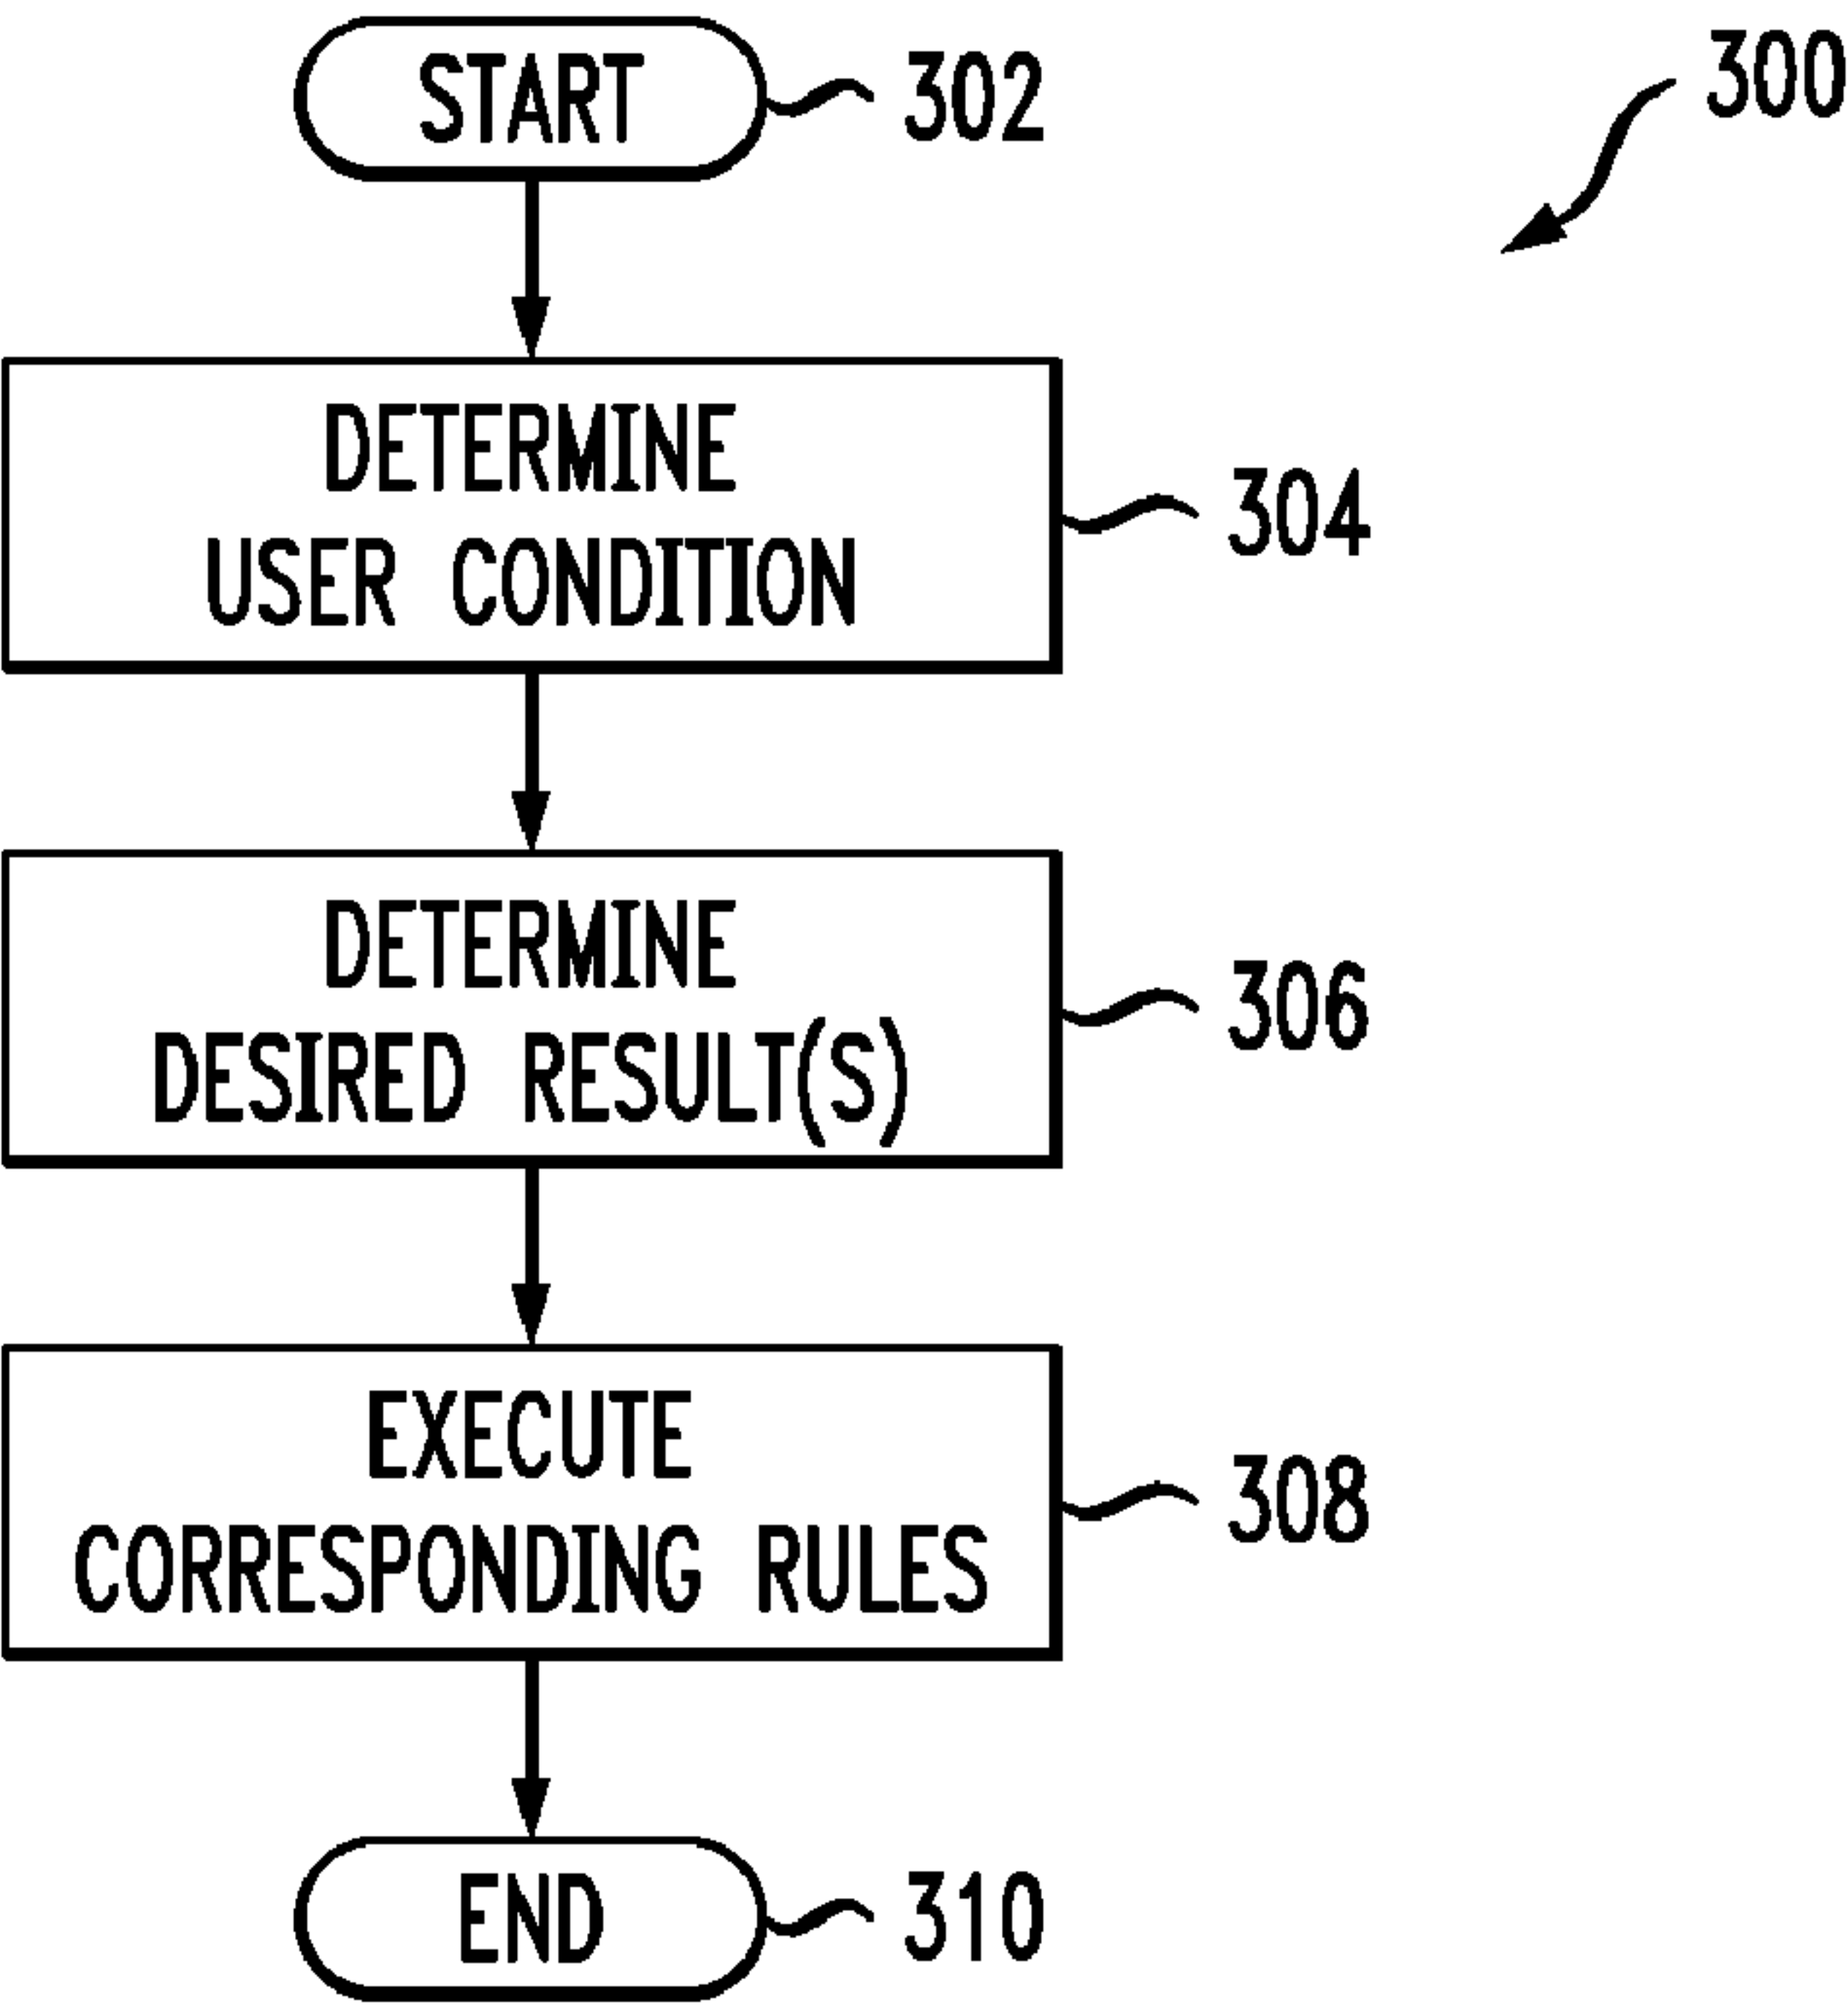 START
302
300
DETERMINE
USER CONDITION
304
DETERMINE
DESIRED RESULT(S)
306
EXECUTE
CORRESPONDING RULES
308
END
310